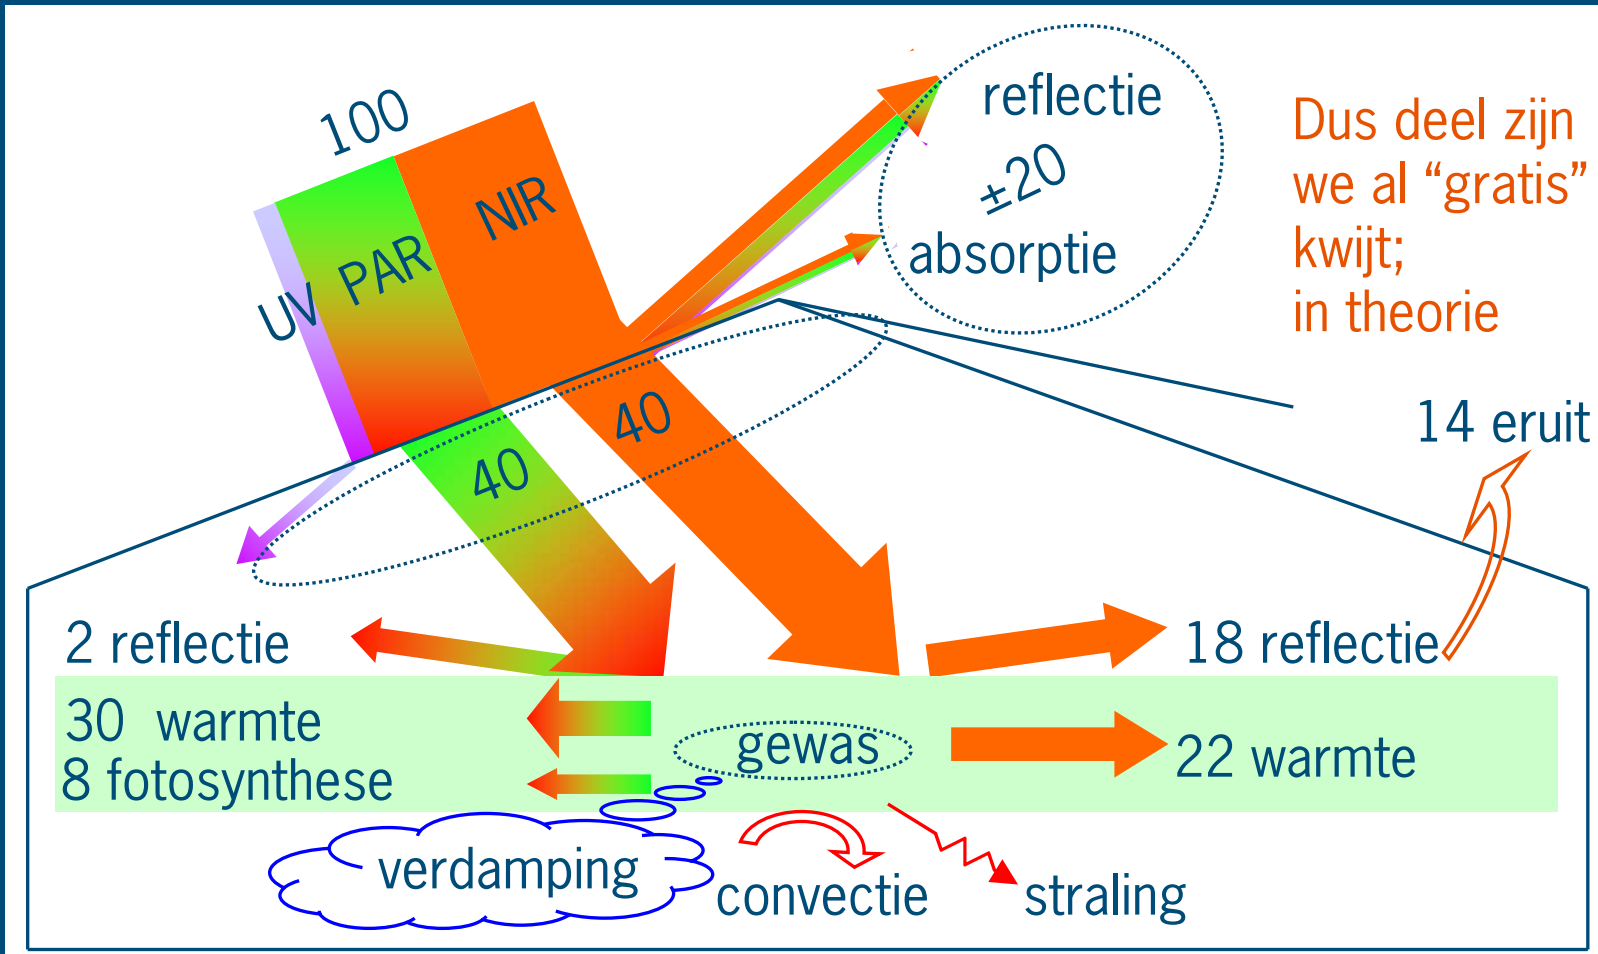 100
UV
PAR
NIR
reflectie
±20
absorptie
Dus deel zijn
we al “gratis”
kwijt;
in theorie
40
40
14 eruit
2 reflectie
18 reflectie
30 warmte
8 fotosynthese
gewas
22 warmte
verdamping
convectie
straling